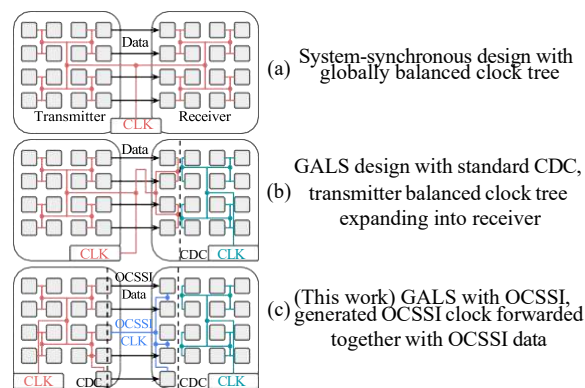 Data
Transmitter
Receiver
CLK
(a)
System-synchronous design with
globally balanced clock tree
Data
CLK
CDC
CLK
(b)
GALS design with standard CDC,
transmitter balanced clock tree
expanding into receiver
OCSSI
Data
OCSSI
CLK
CLK
CDC
CDC
CLK
(c)
(This work) GALS with OCSSI,
generated OCSSI clock forwarded
together with OCSSI data